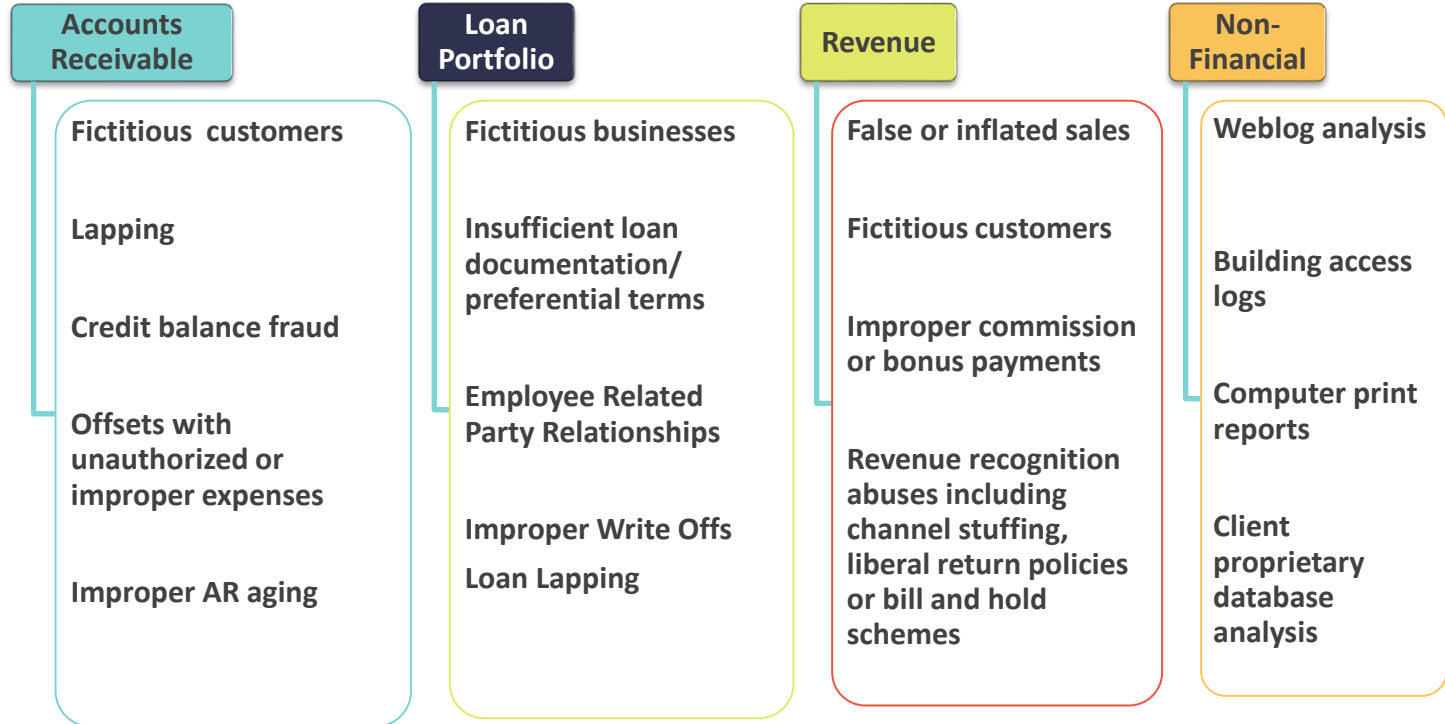 Accounts
Receivable
Fictitious customers
Lapping
Credit balance fraud
Offsets with
unauthorized or
improper expenses
Improper AR aging
Loan
Portfolio
Fictitious businesses
Insufficient loan
documentation/
preferential terms
Employee Related
Party Relationships
Improper Write Offs
Loan Lapping
Revenue
False or inflated sales
Fictitious customers
Improper commission
or bonus payments
Revenue recognition
abuses including
channel stuffing,
liberal return policies
or bill and hold
schemes
Non-
Financial
Weblog analysis
Building access
logs
Computer print
reports
Client
proprietary
database
analysis